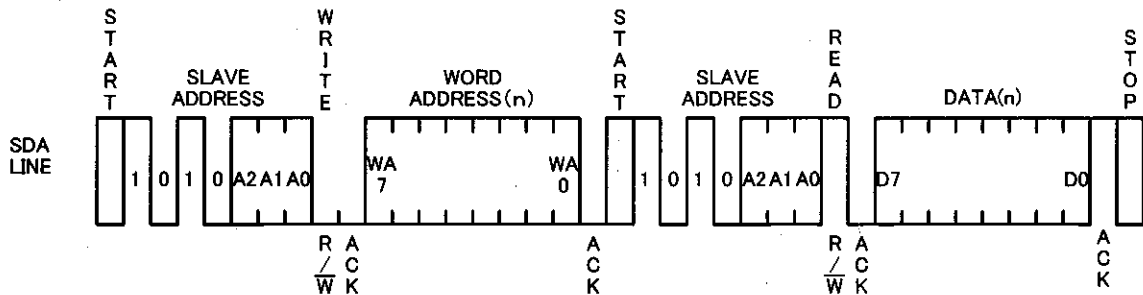 START
SLAVE
ADDRESS
WRITE
WORD
ADDRESS(n)
START
SLAVE
ADDRESS
READ
DATA(n)
STOP
SDA
LINE
1 0 1 0 A2 A1 A0
WA
7
WA
0
1 0 1 0 A2 A1 A0
D7 D0
R/W
ACK
ACK
R/W
ACK
ACK